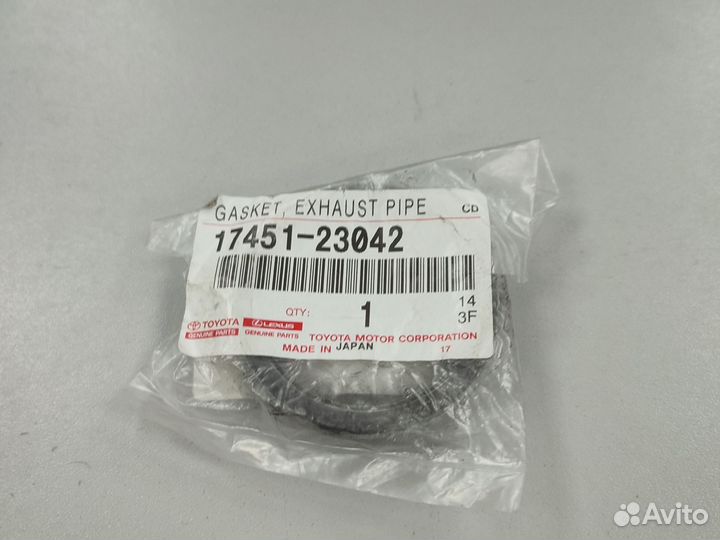 GASKET, EXHAUST PIPE CD
17451-23042
QTY: 1 14
3F
TOYOTA LEXUS
GENUINE PARTS GENUINE PARTS TOYOTA MOTOR CORPORATION
MADE IN JAPAN 17
Avito